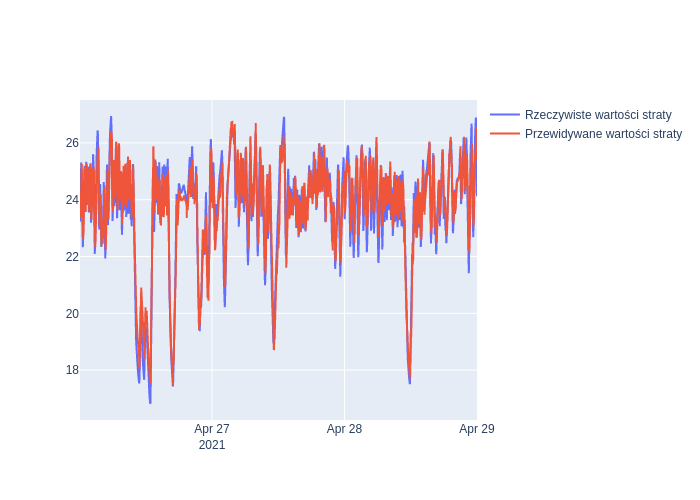 Rzeczywiste wartości straty
Przewidywane wartości straty
26
24
22
20
18
Apr 27
2021
Apr 28
Apr 29